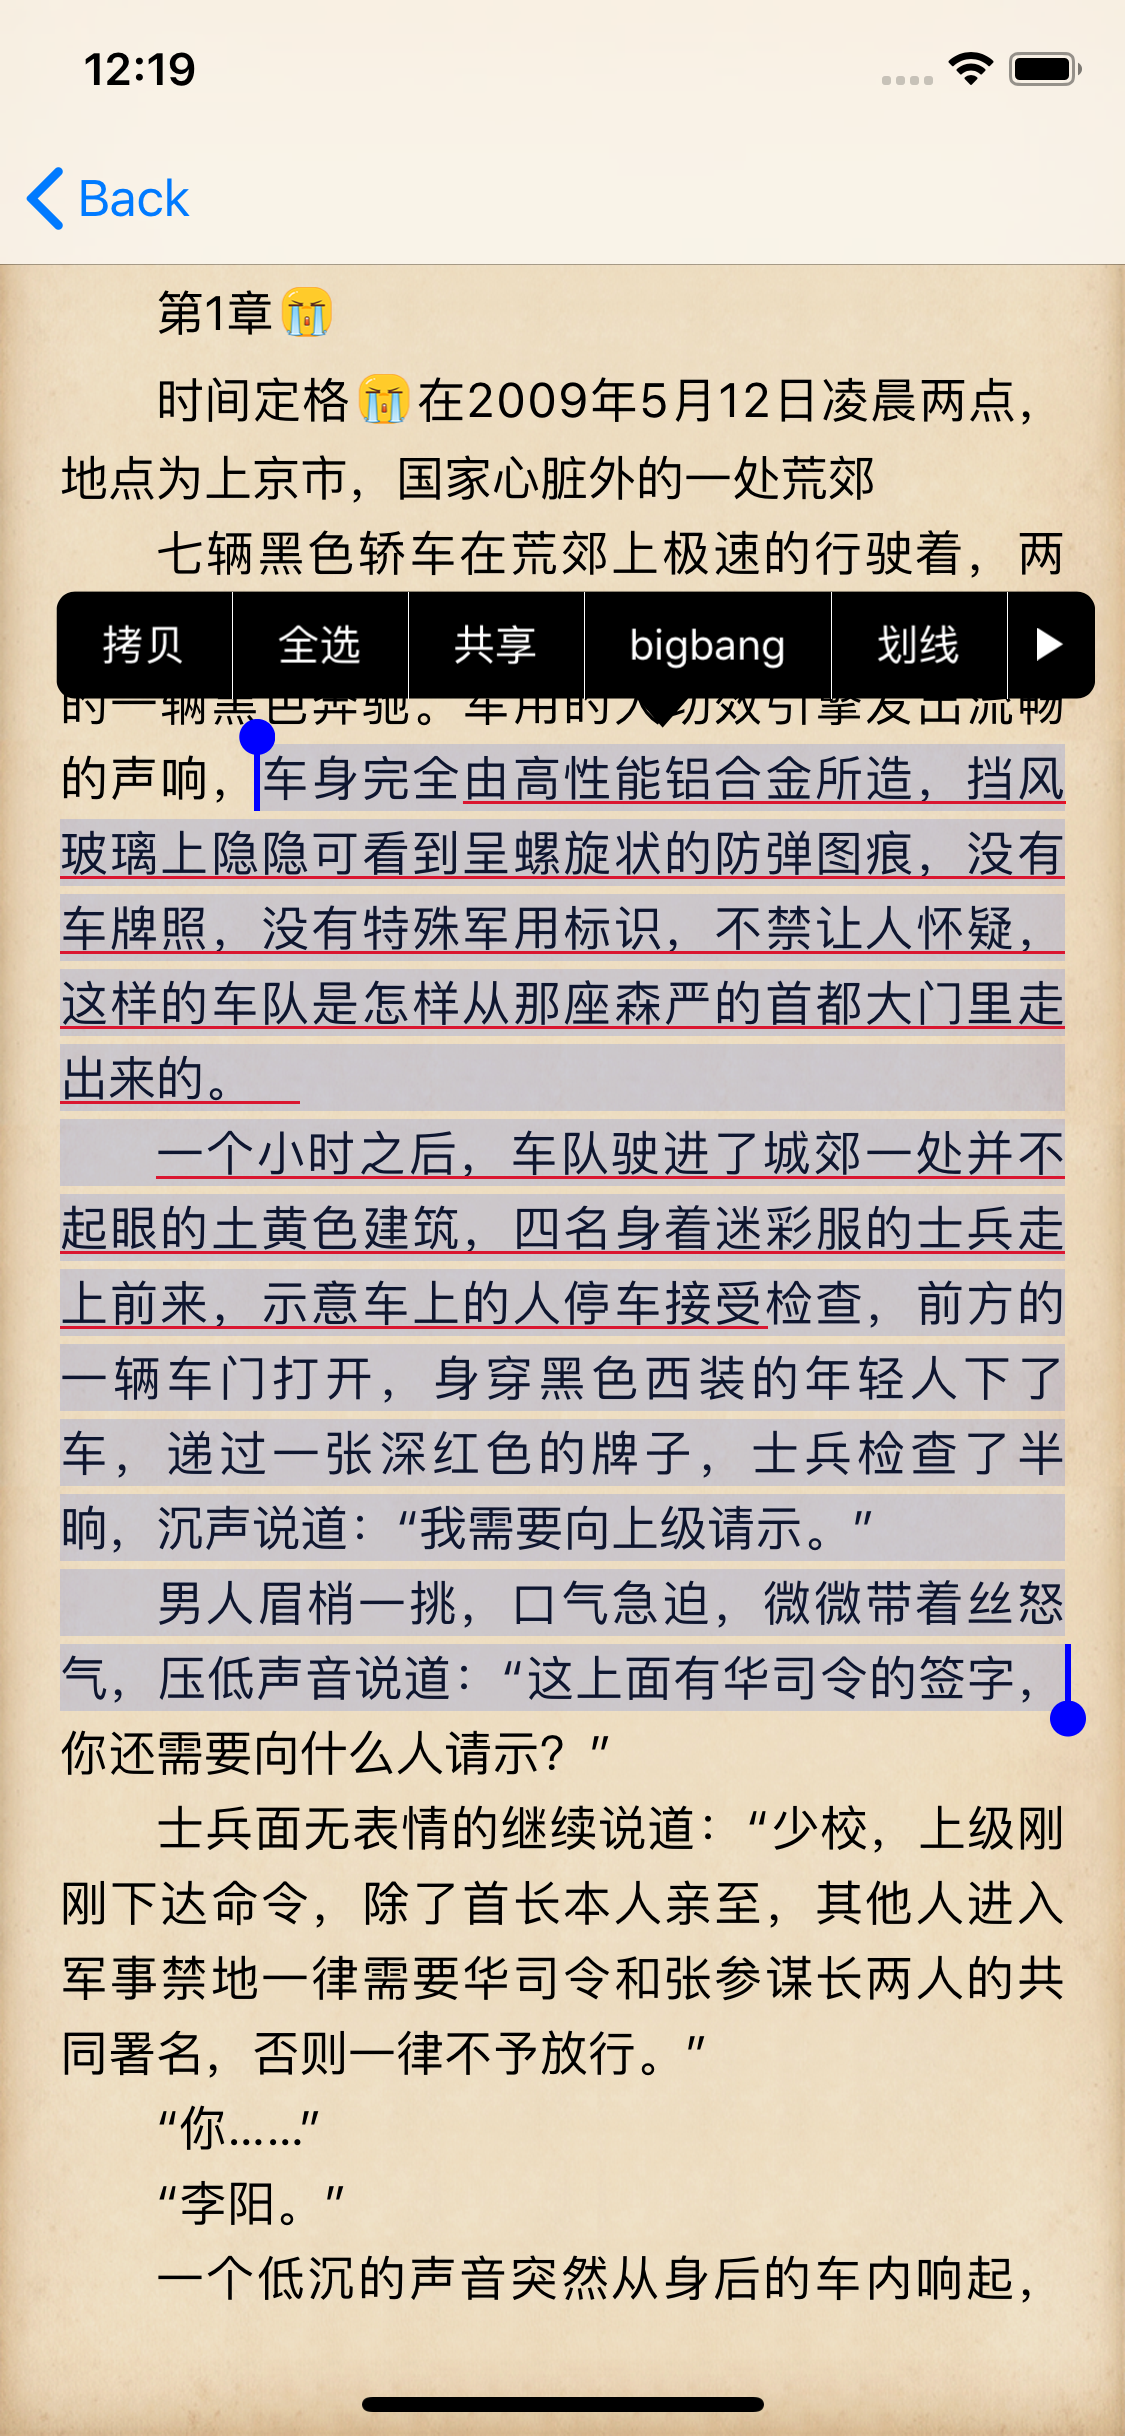 12:19
Back
第1章😭
时间定格😭在2009年5月12日凌晨两点，
地点为上京市，国家心脏外的一处荒郊
七辆黑色轿车在荒郊上极速的行驶着，两
拷贝 全选 共享 bigbang 划线
的一辆黑色奔驰。车用的大功效引擎发出流畅
的声响，车身完全由高性能铝合金所造，挡风
玻璃上隐隐可看到呈螺旋状的防弹图痕，没有
车牌照，没有特殊军用标识，不禁让人怀疑，
这样的车队是怎样从那座森严的首都大门里走
出来的。
一个小时之后，车队驶进了城郊一处并不
起眼的土黄色建筑，四名身着迷彩服的士兵走
上前来，示意车上的人停车接受检查，前方的
一辆车门打开，身穿黑色西装的年轻人下了
车，递过一张深红色的牌子，士兵检查了半
晌，沉声说道：“我需要向上级请示。”
男人眉梢一挑，口气急迫，微微带着丝怒
气，压低声音说道：“这上面有华司令的签字，
你还需要向什么人请示？”
士兵面无表情的继续说道：“少校，上级刚
刚下达命令，除了首长本人亲至，其他人进入
军事禁地一律需要华司令和张参谋长两人的共
同署名，否则一律不予放行。”
“你……”
“李阳。”
一个低沉的声音突然从身后的车内响起，